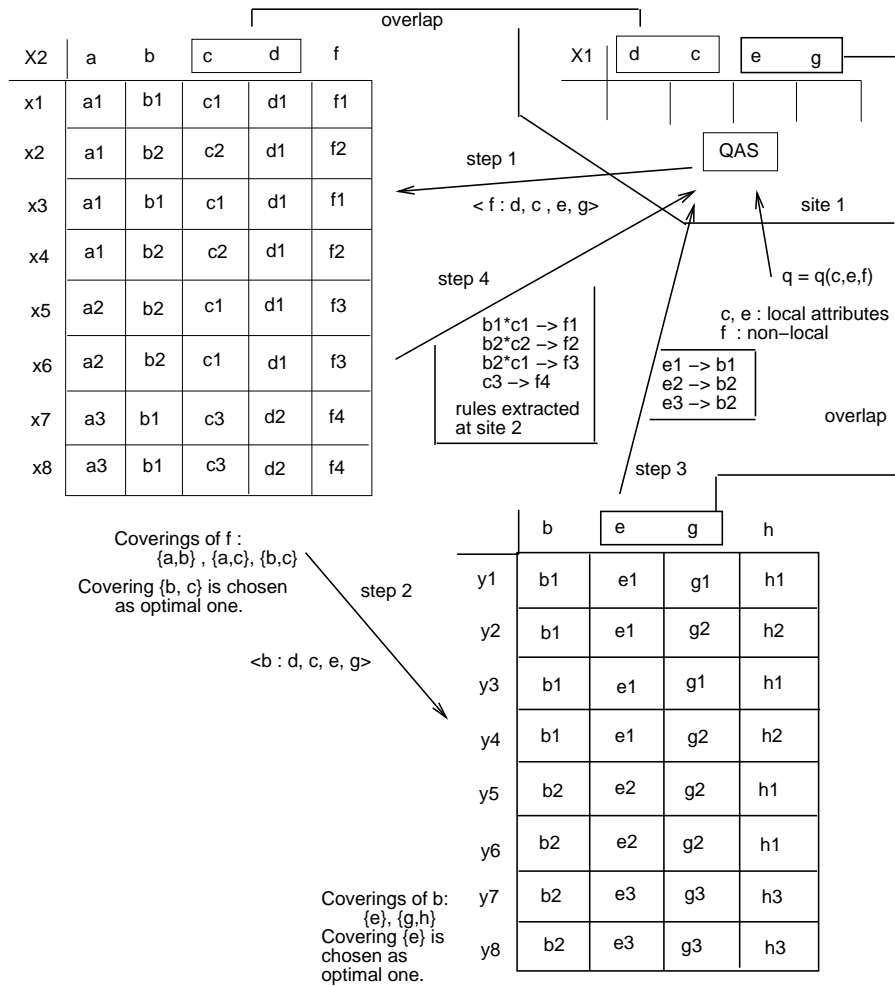 overlap
X2 a b c d f
x1 a1 b1 c1 d1 f1
x2 a1 b2 c2 d1 f2
x3 a1 b1 c1 d1 f1
x4 a1 b2 c2 d1 f2
x5 a2 b2 c1 d1 f3
x6 a2 b2 c1 d1 f3
x7 a3 b1 c3 d2 f4
x8 a3 b1 c3 d2 f4
X1 d c e g
QAS
step 1
< f : d, c , e, g>
site 1
step 4
q = q(c,e,f)
c, e : local attributes
f : non−local
b1*c1 −> f1
b2*c2 −> f2
b2*c1 −> f3
c3 −> f4
rules extracted
at site 2
e1 −> b1
e2 −> b2
e3 −> b2
overlap
step 3
Coverings of f :
{a,b} , {a,c}, {b,c}
Covering {b, c} is chosen
as optimal one.
step 2
<b : d, c, e, g>
b e g h
y1 b1 e1 g1 h1
y2 b1 e1 g2 h2
y3 b1 e1 g1 h1
y4 b1 e1 g2 h2
y5 b2 e2 g2 h1
y6 b2 e2 g2 h1
y7 b2 e3 g3 h3
y8 b2 e3 g3 h3
Coverings of b:
{e}, {g,h}
Covering {e} is
chosen as
optimal one.